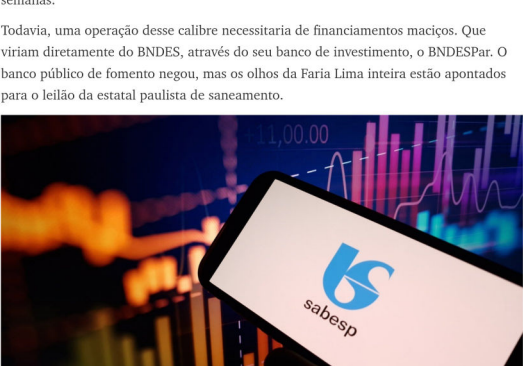 semanas.
Todavia, uma operação desse calibre necessitaria de financiamentos maciços. Que
viriam diretamente do BNDES, através do seu banco de investimento, o BNDESPar. O
banco público de fomento negou, mas os olhos da Faria Lima inteira estão apontados
para o leilão da estatal paulista de saneamento.
11,00.00
sabesp